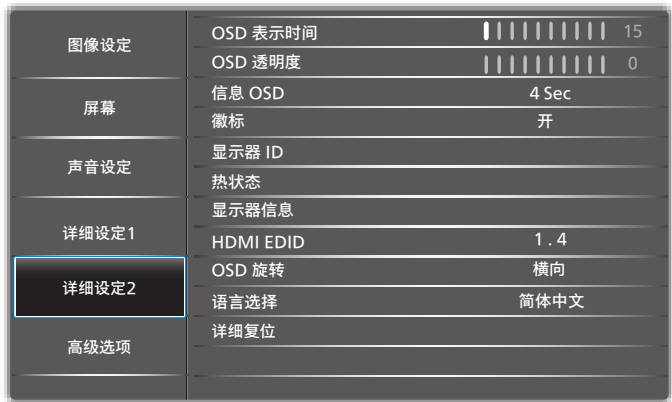 图像设定
屏幕
声音设定
详细设定1
详细设定2
高级选项
OSD 表示时间 15
OSD 透明度 0
信息 OSD 4 Sec
徽标 开
显示器 ID
热状态
显示器信息
HDMI EDID 1.4
OSD 旋转 横向
语言选择 简体中文
详细复位